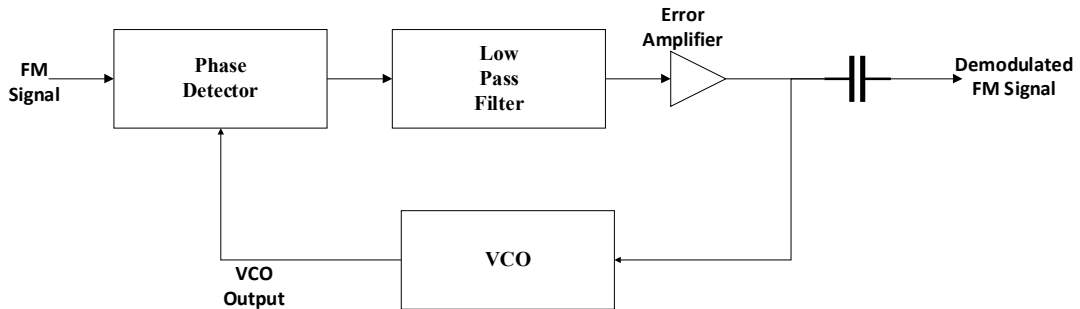 Error
Amplifier
FM
Signal
Phase
Detector
Low
Pass
Filter
Demodulated
FM Signal
VCO
VCO
Output